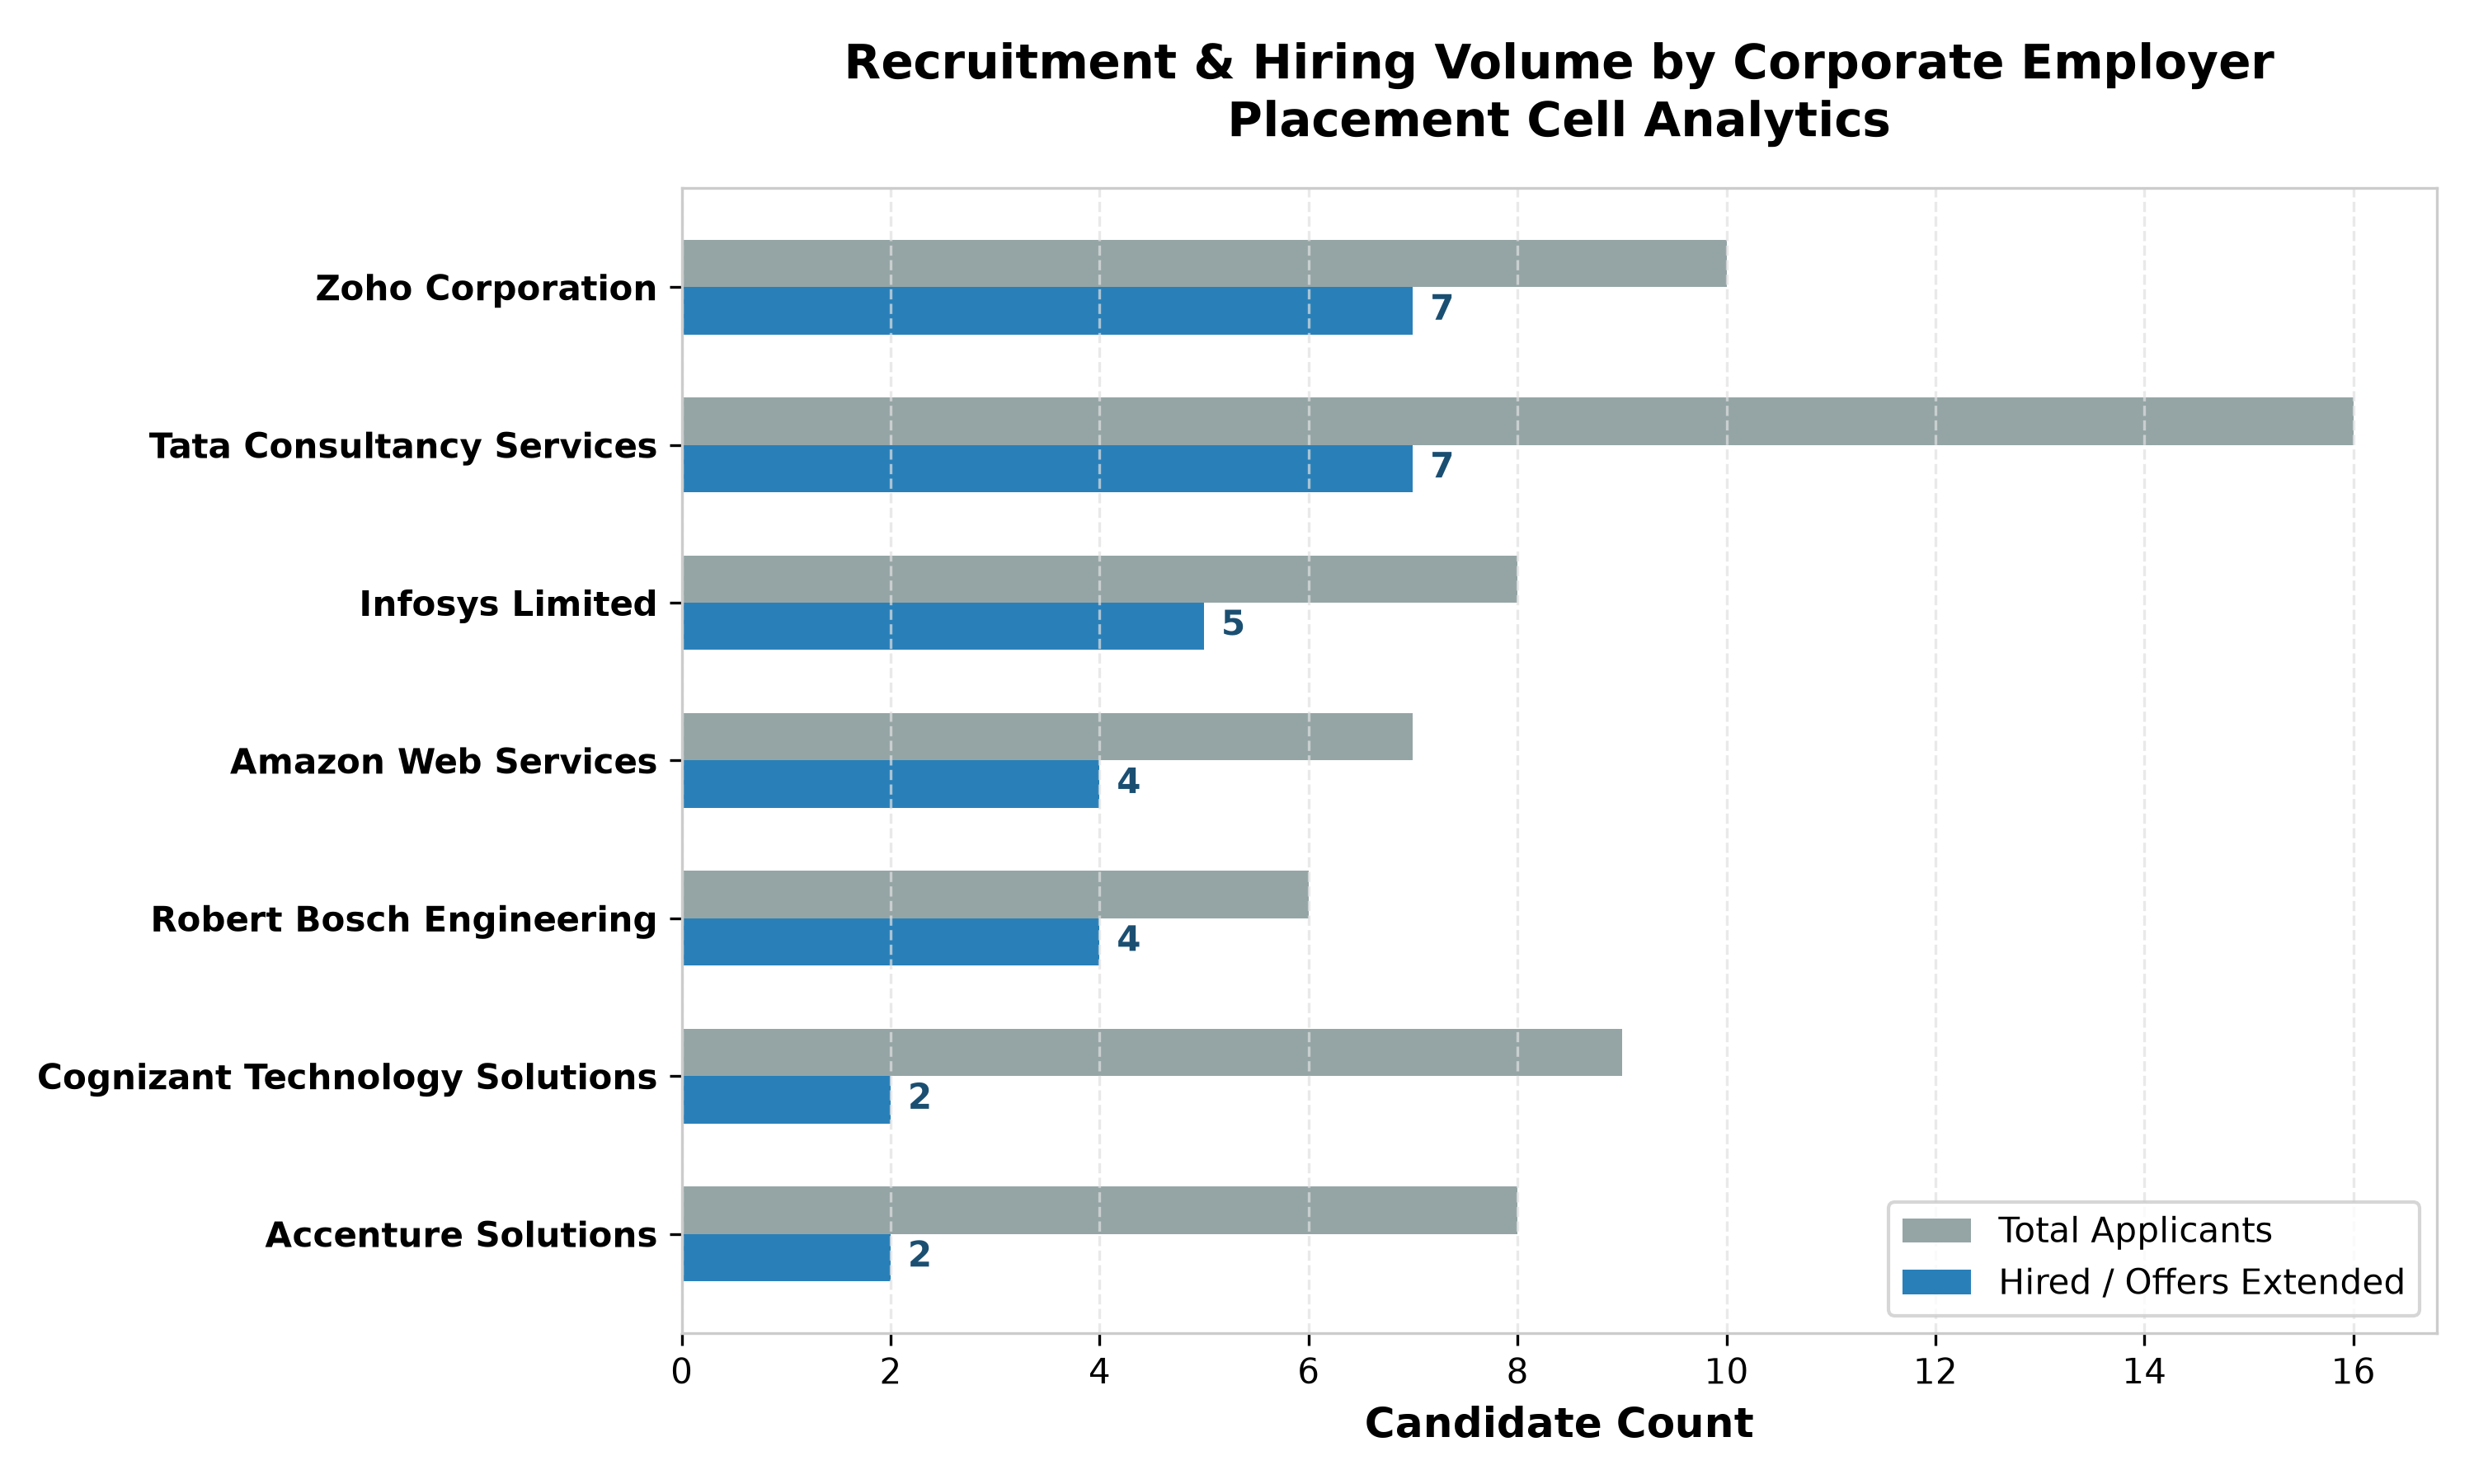 Recruitment & Hiring Volume by Corporate Employer
Placement Cell Analytics
Zoho Corporation
7
Tata Consultancy Services
7
Infosys Limited
5
Amazon Web Services
4
Robert Bosch Engineering
4
Cognizant Technology Solutions
2
Accenture Solutions
2
Total Applicants
Hired / Offers Extended
0 2 4 6 8 10 12 14 16
Candidate Count